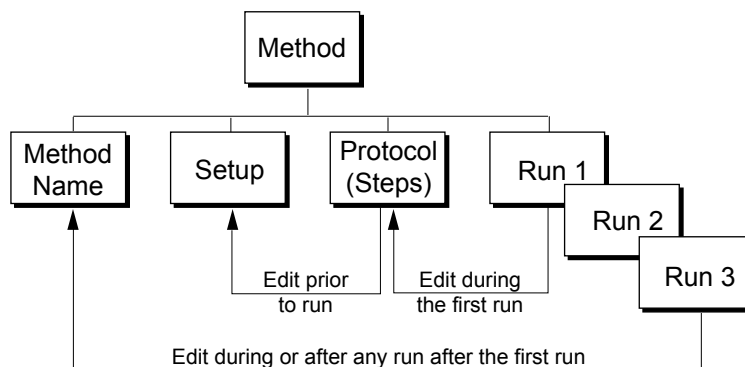 Method
Method
Name
Setup
Protocol
(Steps)
Run 1
Run 2
Run 3
Edit prior
to run
Edit during
the first run
Edit during or after any run after the first run